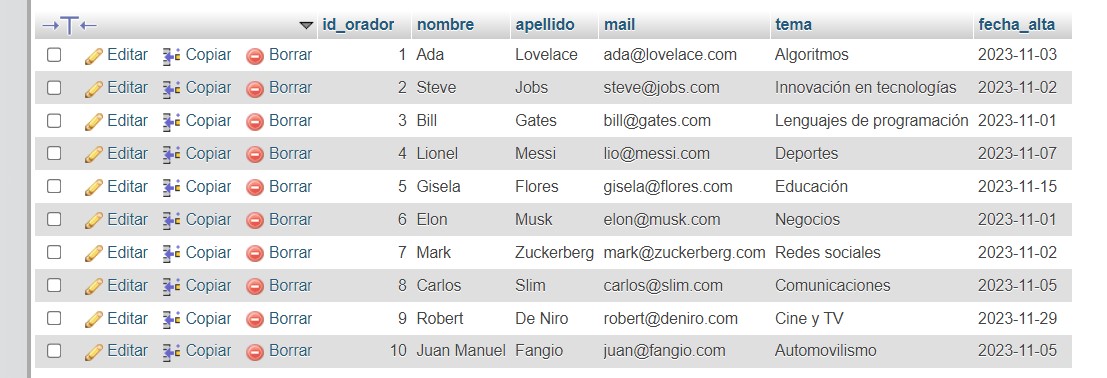 id_orador nombre apellido mail tema fecha_alta
Editar Copiar Borrar 1 Ada Lovelace ada@lovelace.com Algoritmos 2023-11-03
Editar Copiar Borrar 2 Steve Jobs steve@jobs.com Innovación en tecnologías 2023-11-02
Editar Copiar Borrar 3 Bill Gates bill@gates.com Lenguajes de programación 2023-11-01
Editar Copiar Borrar 4 Lionel Messi lio@messi.com Deportes 2023-11-07
Editar Copiar Borrar 5 Gisela Flores gisela@flores.com Educación 2023-11-15
Editar Copiar Borrar 6 Elon Musk elon@musk.com Negocios 2023-11-01
Editar Copiar Borrar 7 Mark Zuckerberg mark@zuckerberg.com Redes sociales 2023-11-02
Editar Copiar Borrar 8 Carlos Slim carlos@slim.com Comunicaciones 2023-11-05
Editar Copiar Borrar 9 Robert De Niro robert@deniro.com Cine y TV 2023-11-29
Editar Copiar Borrar 10 Juan Manuel Fangio juan@fangio.com Automovilismo 2023-11-05